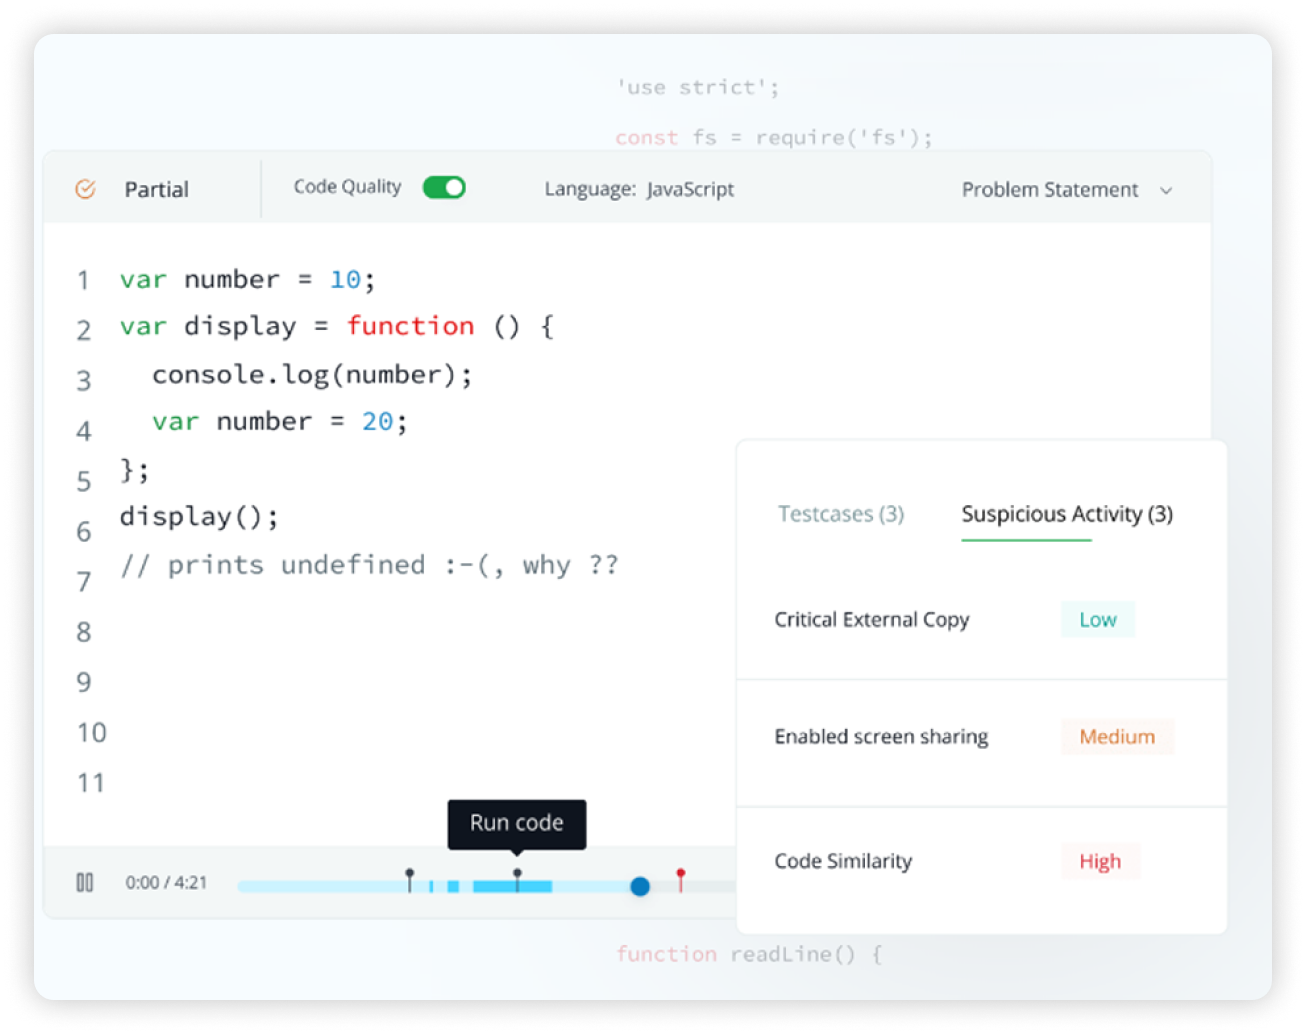 'use strict';
const fs = require('fs');
Partial
Code Quality
Language: JavaScript
Problem Statement
1 var number = 10;
2 var display = function () {
3 console.log(number);
4 var number = 20;
5 };
6 display();
7 // prints undefined :-(, why ??
8
9
10
11
Testcases (3) Suspicious Activity (3)
Critical External Copy Low
Enabled screen sharing Medium
Code Similarity High
Run code
0:00 / 4:21
function readLine() {